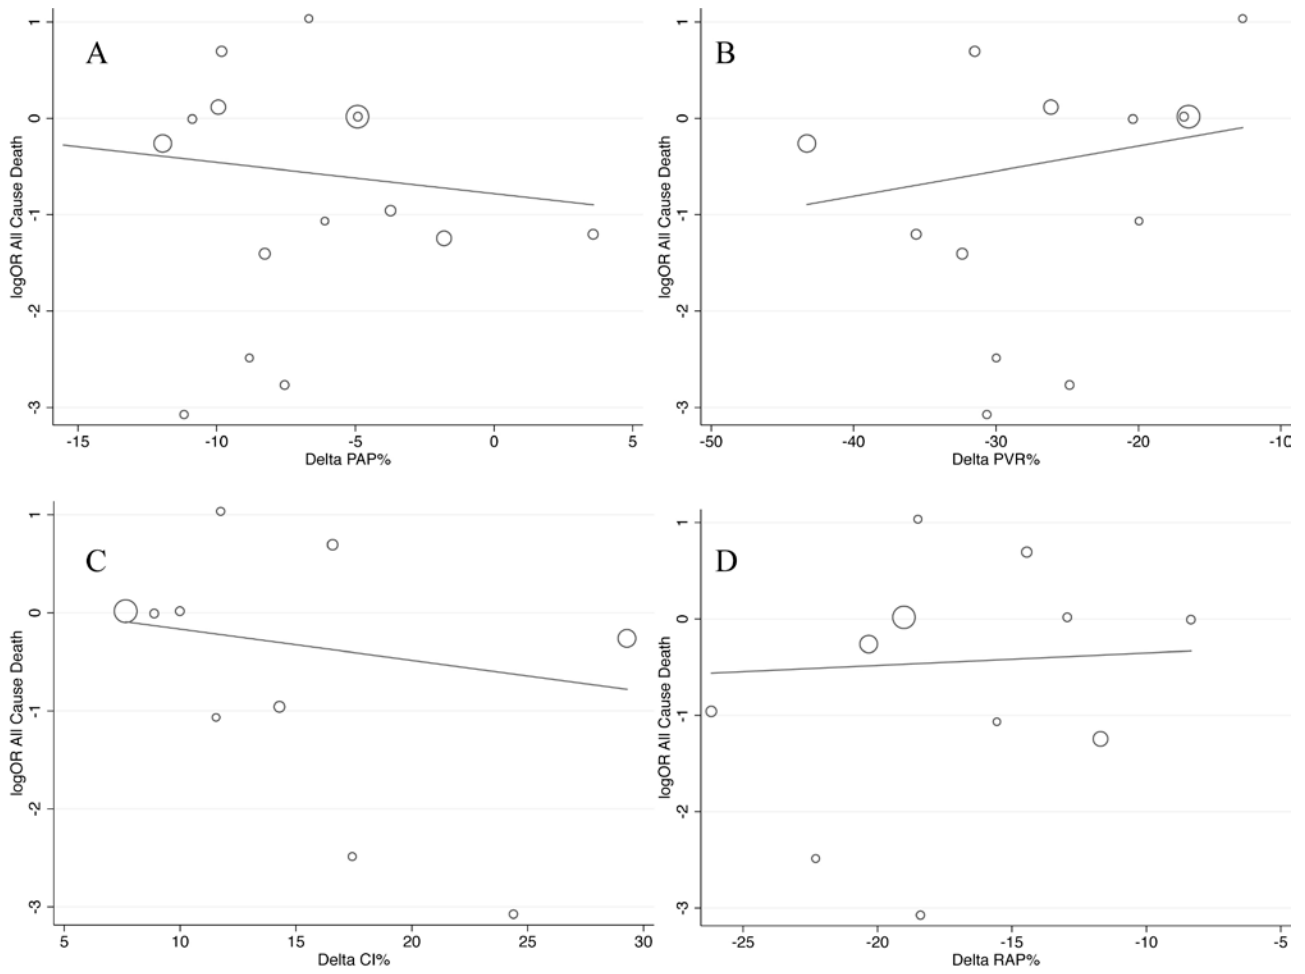 A
logOR All Cause Death
1
0
-1
-2
-3
-15 -10 -5 0 5
Delta PAP%
B
logOR All Cause Death
1
0
-1
-2
-3
-50 -40 -30 -20 -10
Delta PVR%
C
logOR All Cause Death
1
0
-1
-2
-3
5 10 15 20 25 30
Delta CI%
D
logOR All Cause Death
1
0
-1
-2
-3
-25 -20 -15 -10 -5
Delta RAP%